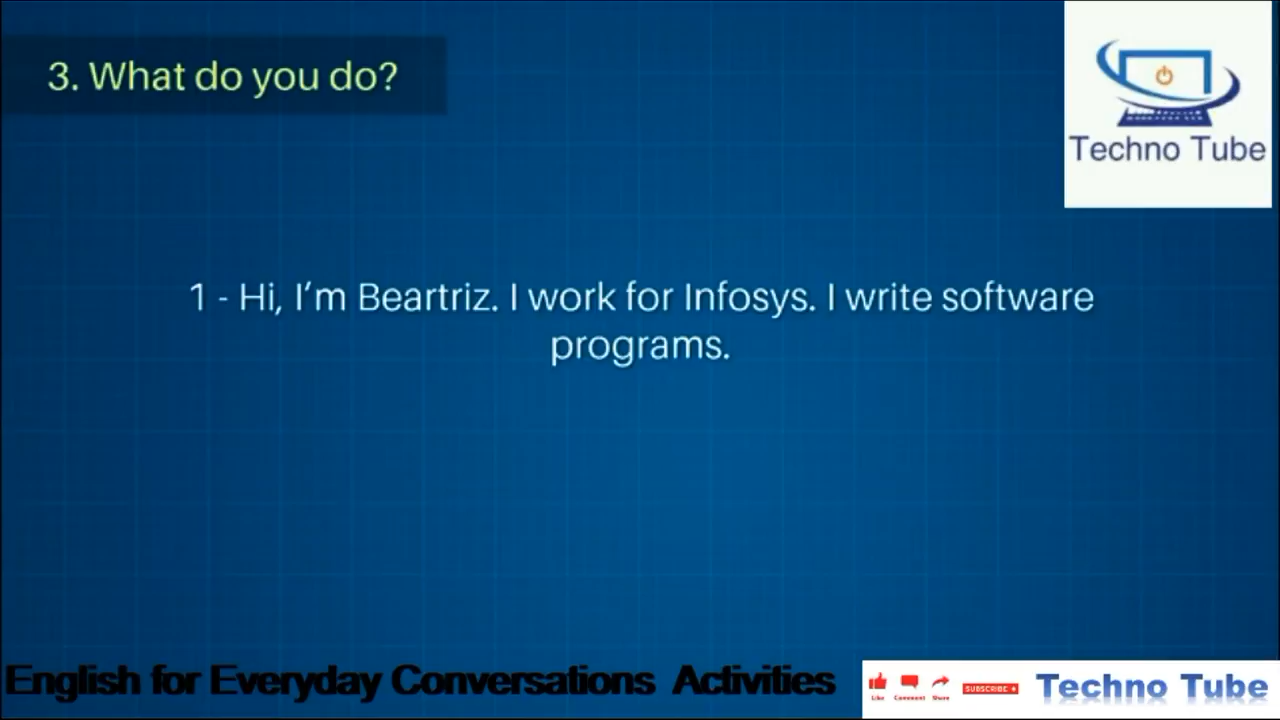 3. What do you do?
Techno Tube
1 - Hi, I’m Beartriz. I work for Infosys. I write software
programs.
English for Everyday Conversations Activities
Like Comment Share SUBSCRIBE Techno Tube